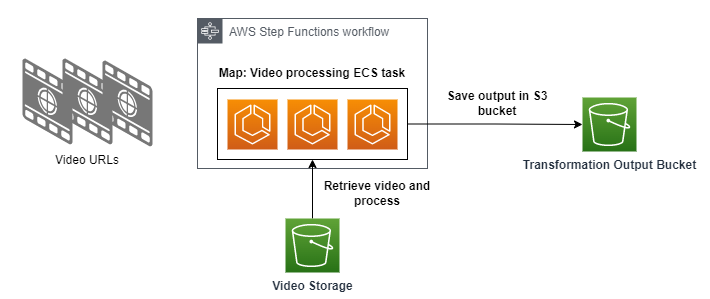 AWS Step Functions workflow
Map: Video processing ECS task
Save output in S3
bucket
Video URLs
Transformation Output Bucket
Retrieve video and
process
Video Storage